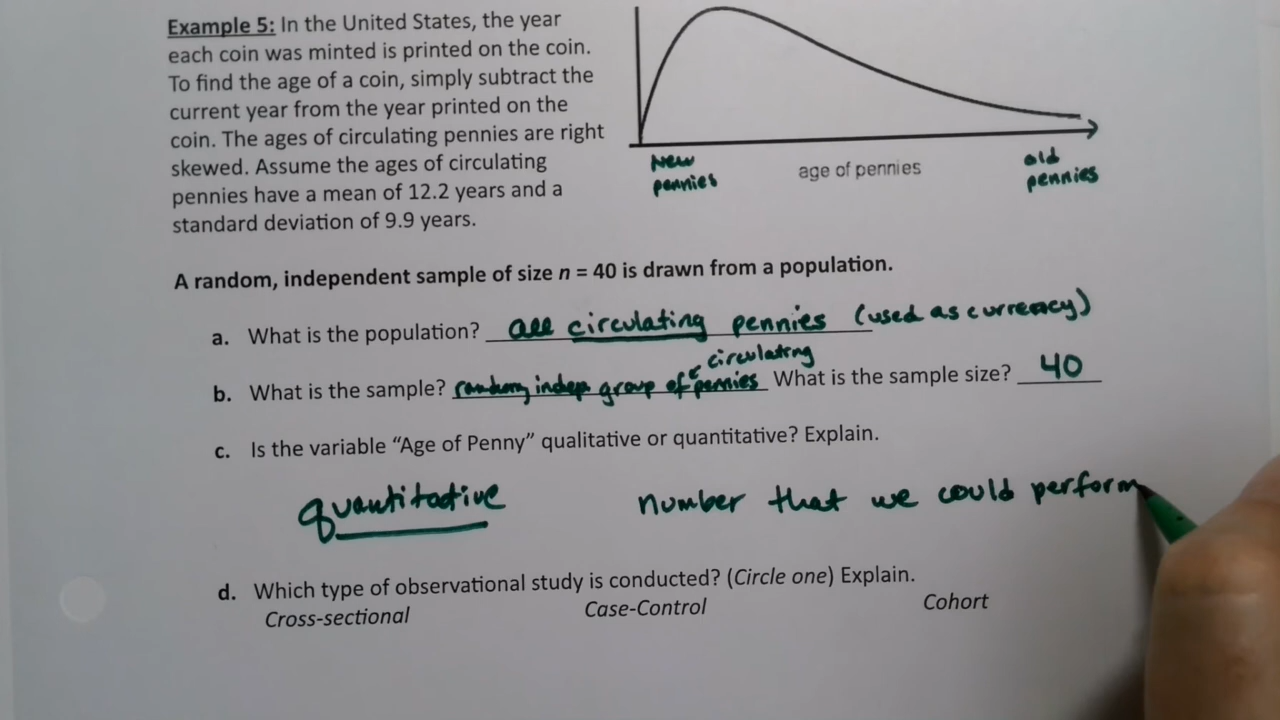 Example 5: In the United States, the year
each coin was minted is printed on the coin.
To find the age of a coin, simply subtract the
current year from the year printed on the
coin. The ages of circulating pennies are right
skewed. Assume the ages of circulating
pennies have a mean of 12.2 years and a
standard deviation of 9.9 years.
New
pennies
age of pennies
old
pennies
A random, independent sample of size n = 40 is drawn from a population.
a. What is the population? all circulating pennies (used as currency)
circulating
b. What is the sample? random indep group of pennies What is the sample size? 40
c. Is the variable “Age of Penny” qualitative or quantitative? Explain.
quantitative number that we could perform
d. Which type of observational study is conducted? (Circle one) Explain.
Cross-sectional Case-Control Cohort